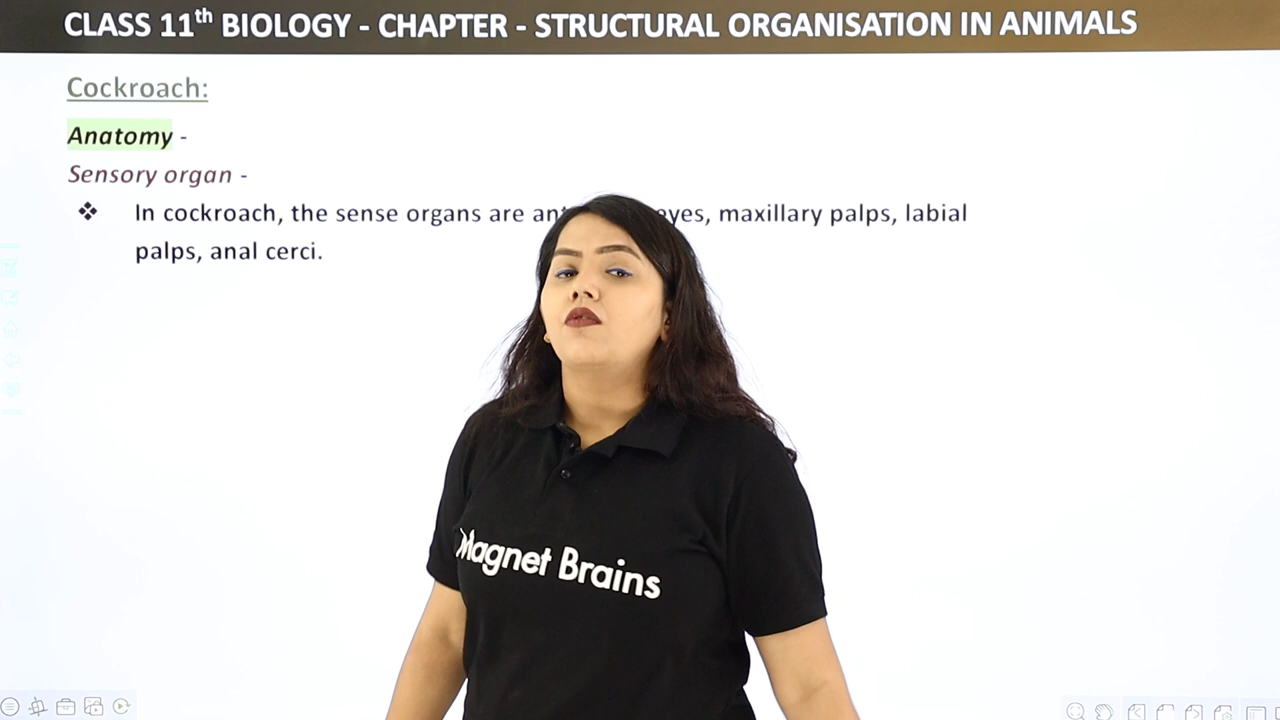 CLASS 11th BIOLOGY - CHAPTER - STRUCTURAL ORGANISATION IN ANIMALS
Cockroach:
Anatomy -
Sensory organ -
❖ In cockroach, the sense organs are eyes, maxillary palps, labial
palps, anal cerci.
Magnet Brains